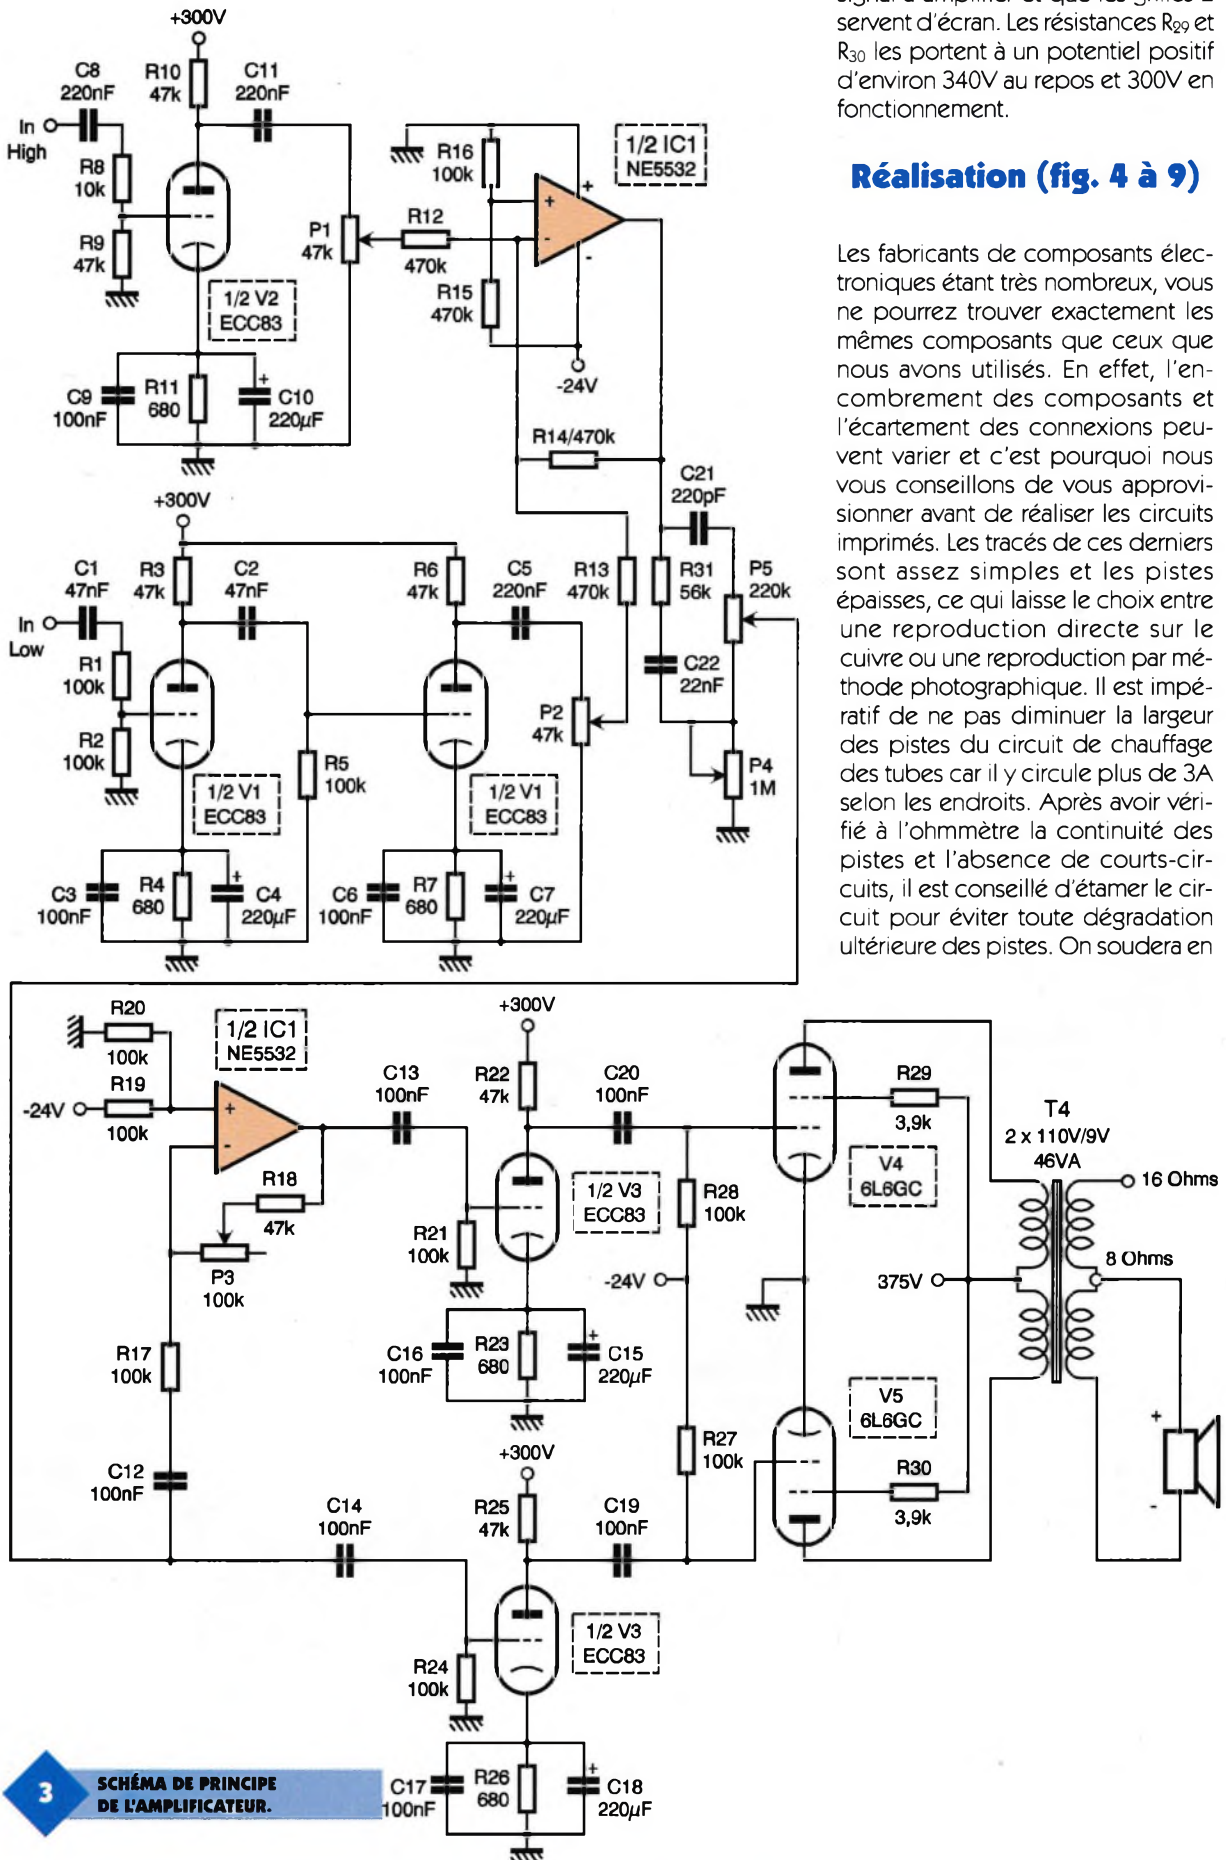 servent d'écran. Les résistances R29 et
R30 les portent à un potentiel positif
d'environ 340V au repos et 300V en
fonctionnement.
Réalisation (fig. 4 à 9)
Les fabricants de composants élec-
troniques étant très nombreux, vous
ne pourrez trouver exactement les
mêmes composants que ceux que
nous avons utilisés. En effet, l'en-
combrement des composants et
l'écartement des connexions peu-
vent varier et c'est pourquoi nous
vous conseillons de vous approvi-
sionner avant de réaliser les circuits
imprimés. Les tracés de ces derniers
sont assez simples et les pistes
épaisses, ce qui laisse le choix entre
une reproduction directe sur le
cuivre ou une reproduction par mé-
thode photographique. Il est impé-
ratif de ne pas diminuer la largeur
des pistes du circuit de chauffage
des tubes car il y circule plus de 3A
selon les endroits. Après avoir véri-
fié à l'ohmmètre la continuité des
pistes et l'absence de courts-cir-
cuits, il est conseillé d'étamer le cir-
cuit pour éviter toute dégradation
ultérieure des pistes. On soudera en
+300V
C8
220nF
R10
47k
C11
220nF
In
High
R8
10k
R9
47k
1/2 V2
ECC83
P1
47k
R12
470k
R16
100k
1/2 IC1
NE5532
+
-
+
-
R15
470k
-24V
C9
100nF
R11
680
+
C10
220µF
R14/470k
C21
220pF
+300V
C1
47nF
R3
47k
C2
47nF
R6
47k
C5
220nF
R13
470k
R31
56k
P5
220k
In
Low
R1
100k
R2
100k
C22
22nF
P2
47k
R5
100k
P4
1M
1/2 V1
ECC83
1/2 V1
ECC83
C3
100nF
R4
680
+
C4
220µF
C6
100nF
R7
680
+
C7
220µF
R20
100k
1/2 IC1
NE5532
+300V
-24V
R19
100k
+
-
C13
100nF
R22
47k
C20
100nF
R29
3,9k
T4
2 x 110V/9V
46VA
V4
6L6GC
16 Ohms
R18
47k
P3
100k
1/2 V3
ECC83
R28
100k
R21
100k
-24V
375V
8 Ohms
R17
100k
C16
100nF
R23
680
+
C15
220µF
V5
6L6GC
+
-
R27
100k
+300V
C12
100nF
C14
100nF
R25
47k
C19
100nF
R30
3,9k
1/2 V3
ECC83
R24
100k
C17
100nF
R26
680
+
C18
220µF
3
SCHÉMA DE PRINCIPE
DE L'AMPLIFICATEUR.